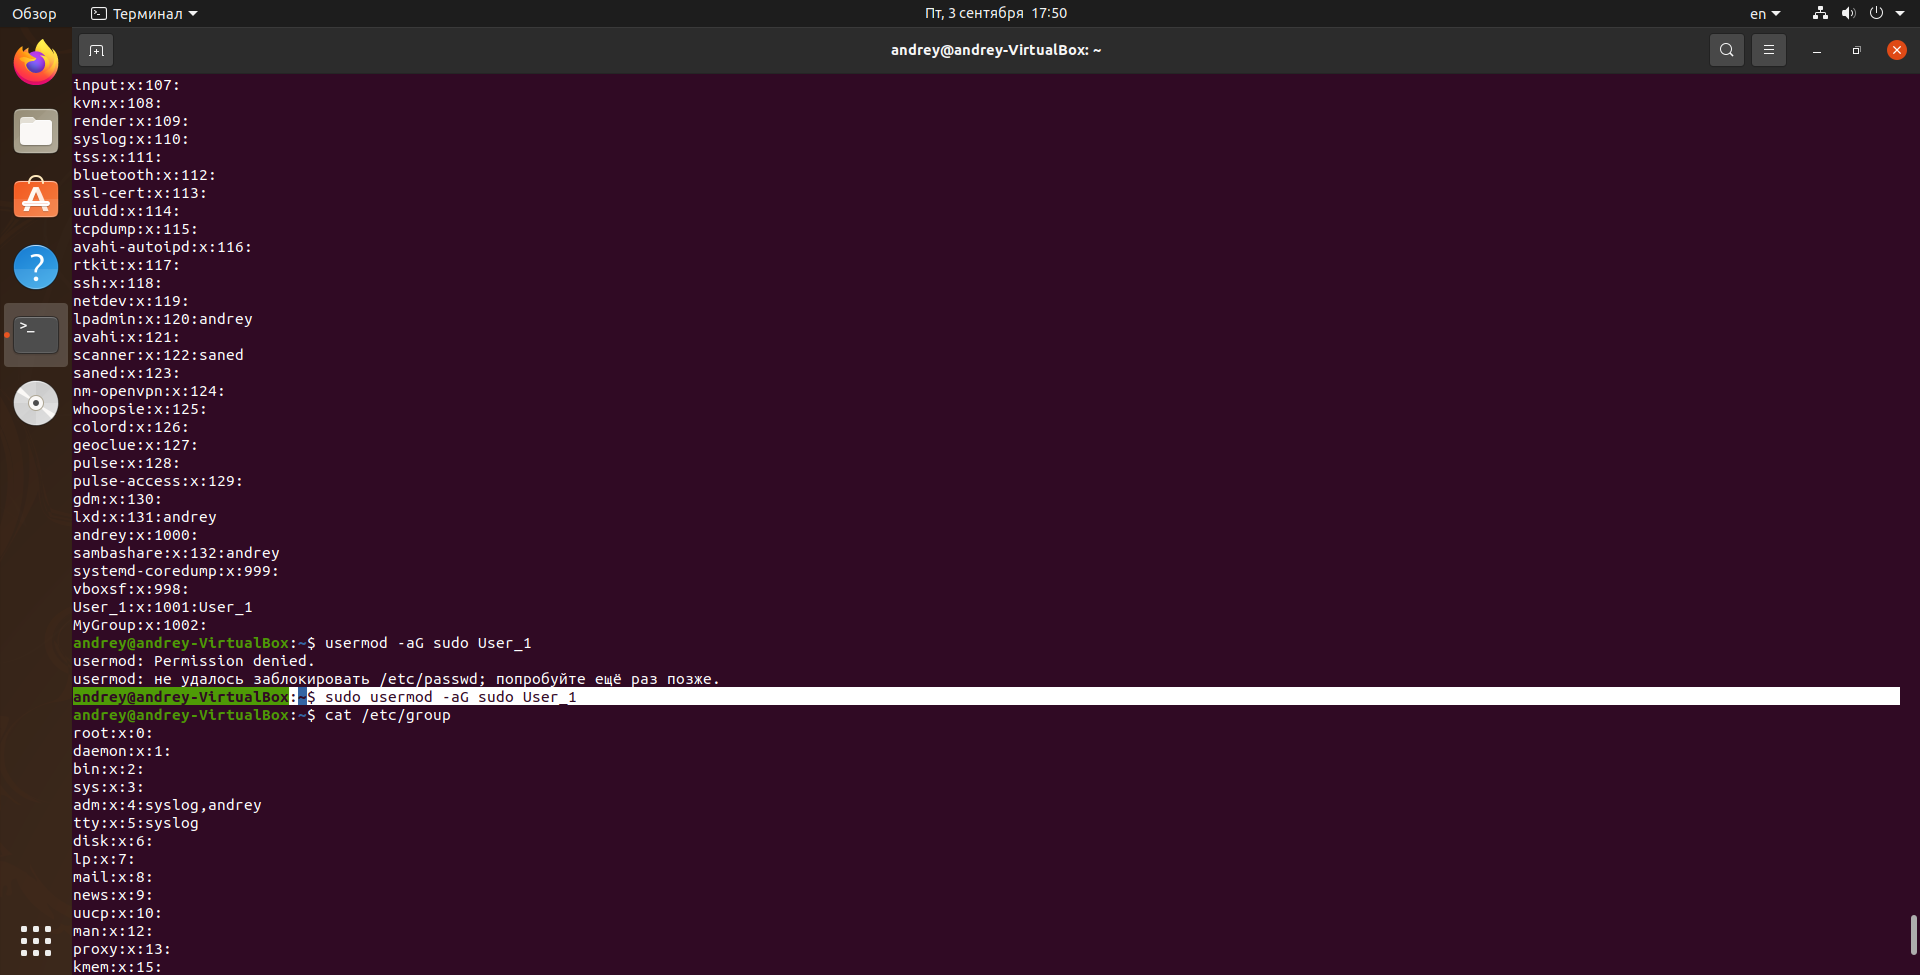 Обзор
Терминал
Пт, 3 сентября 17:50
en
andrey@andrey-VirtualBox: ~
input:x:107:
kvm:x:108:
render:x:109:
syslog:x:110:
tss:x:111:
bluetooth:x:112:
ssl-cert:x:113:
uuidd:x:114:
tcpdump:x:115:
avahi-autoipd:x:116:
rtkit:x:117:
ssh:x:118:
netdev:x:119:
lpadmin:x:120:andrey
avahi:x:121:
scanner:x:122:saned
saned:x:123:
nm-openvpn:x:124:
whoopsie:x:125:
colord:x:126:
geoclue:x:127:
pulse:x:128:
pulse-access:x:129:
gdm:x:130:
lxd:x:131:andrey
andrey:x:1000:
sambashare:x:132:andrey
systemd-coredump:x:999:
vboxsf:x:998:
User_1:x:1001:User_1
MyGroup:x:1002:
andrey@andrey-VirtualBox:~$ usermod -aG sudo User_1
usermod: Permission denied.
usermod: не удалось заблокировать /etc/passwd; попробуйте ещё раз позже.
andrey@andrey-VirtualBox:~$ sudo usermod -aG sudo User_1
andrey@andrey-VirtualBox:~$ cat /etc/group
root:x:0:
daemon:x:1:
bin:x:2:
sys:x:3:
adm:x:4:syslog,andrey
tty:x:5:syslog
disk:x:6:
lp:x:7:
mail:x:8:
news:x:9:
uucp:x:10:
man:x:12:
proxy:x:13:
kmem:x:15: